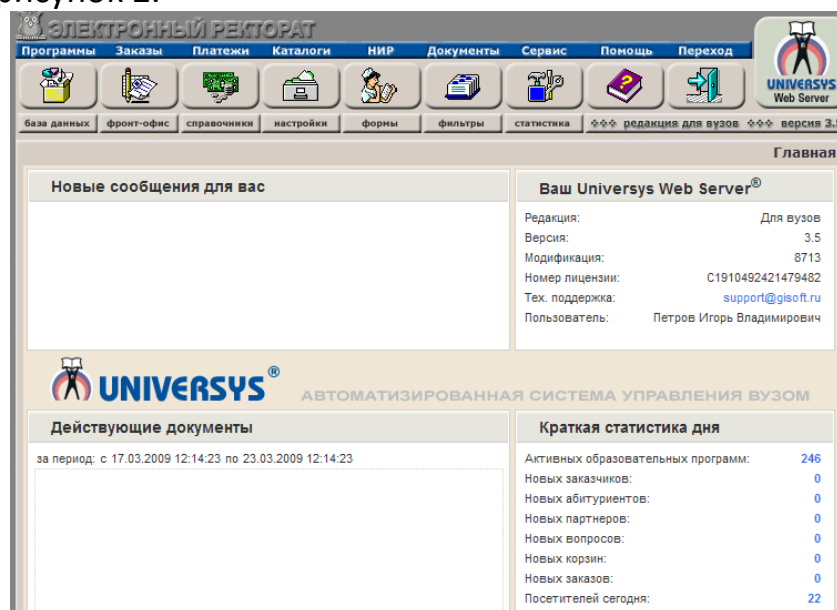 ЭЛЕКТРОННЫЙ РЕКТОРАТ
Программы Заказы Платежи Каталоги НИР Документы Сервис Помощь Переход
UNIVERSYS
Web Server
база данных фронт-офис справочники настройки формы фильтры статистика редакция для вузов версия 3.
Главная
Новые сообщения для вас
Ваш Universys Web Server®
Редакция: Для вузов
Версия: 3.5
Модификация: 8713
Номер лицензии: C1910492421479482
Тех. поддержка: support@gisoft.ru
Пользователь: Петров Игорь Владимирович
UNIVERSYS® АВТОМАТИЗИРОВАННАЯ СИСТЕМА УПРАВЛЕНИЯ ВУЗОМ
Действующие документы
за период: с 17.03.2009 12:14:23 по 23.03.2009 12:14:23
Краткая статистика дня
Активных образовательных программ: 246
Новых заказчиков: 0
Новых абитуриентов: 0
Новых партнеров: 0
Новых вопросов: 0
Новых корзин: 0
Новых заказов: 0
Посетителей сегодня: 22